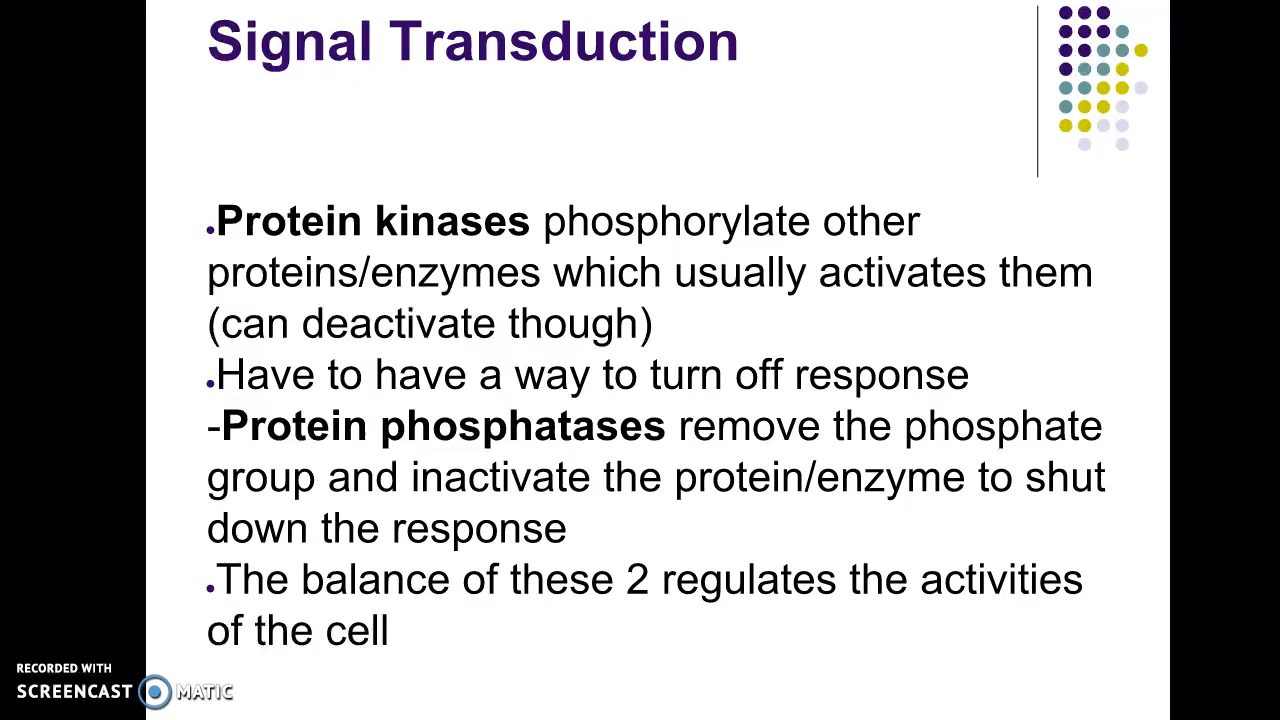 Signal Transduction
•Protein kinases phosphorylate other
proteins/enzymes which usually activates them
(can deactivate though)
•Have to have a way to turn off response
-Protein phosphatases remove the phosphate
group and inactivate the protein/enzyme to shut
down the response
•The balance of these 2 regulates the activities
of the cell
RECORDED WITH
SCREENCAST MATIC